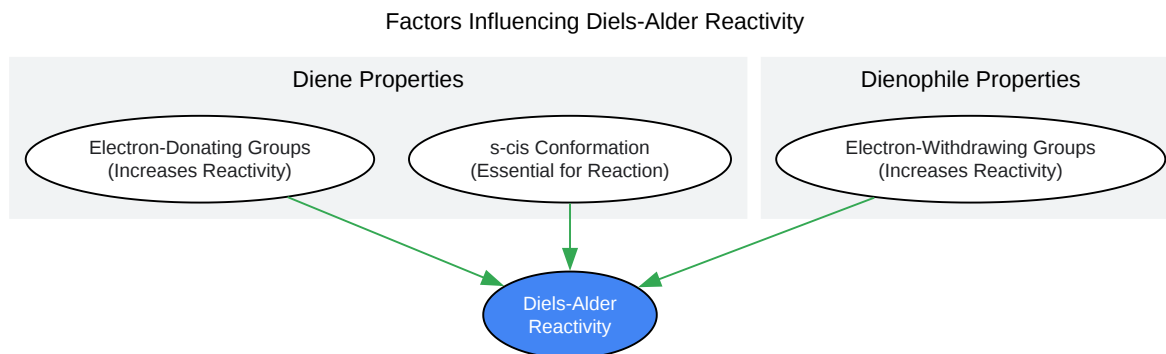 Factors Influencing Diels-Alder Reactivity
Diene Properties
Dienophile Properties
Electron-Donating Groups
(Increases Reactivity)
s-cis Conformation
(Essential for Reaction)
Electron-Withdrawing Groups
(Increases Reactivity)
Diels-Alder
Reactivity